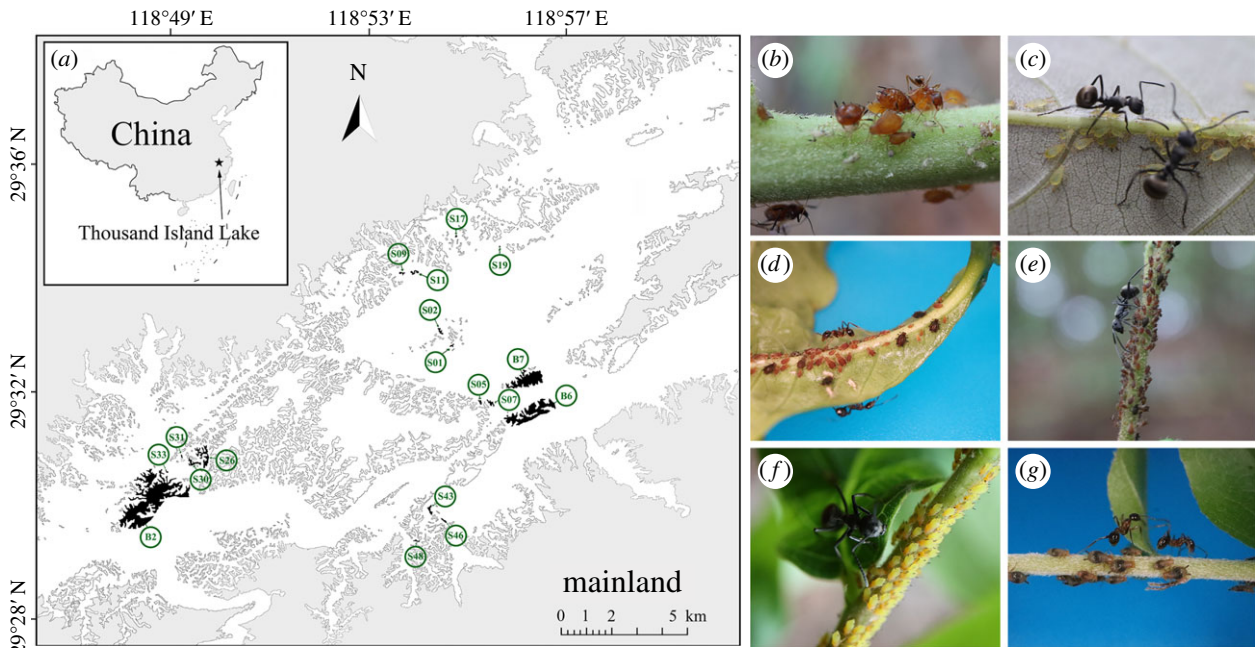 118°49′ E 118°53′ E 118°57′ E
(a)
N
China
Thousand Island Lake
29°36′ N
29°32′ N
29°28′ N
S17
S09
S19
S11
S02
S01
B7
S05
B6
S07
S31
S33
S26
S30
S43
S46
B2
S48
mainland
0 1 2 3 4 5 km
(b)
(c)
(d)
(e)
(f)
(g)